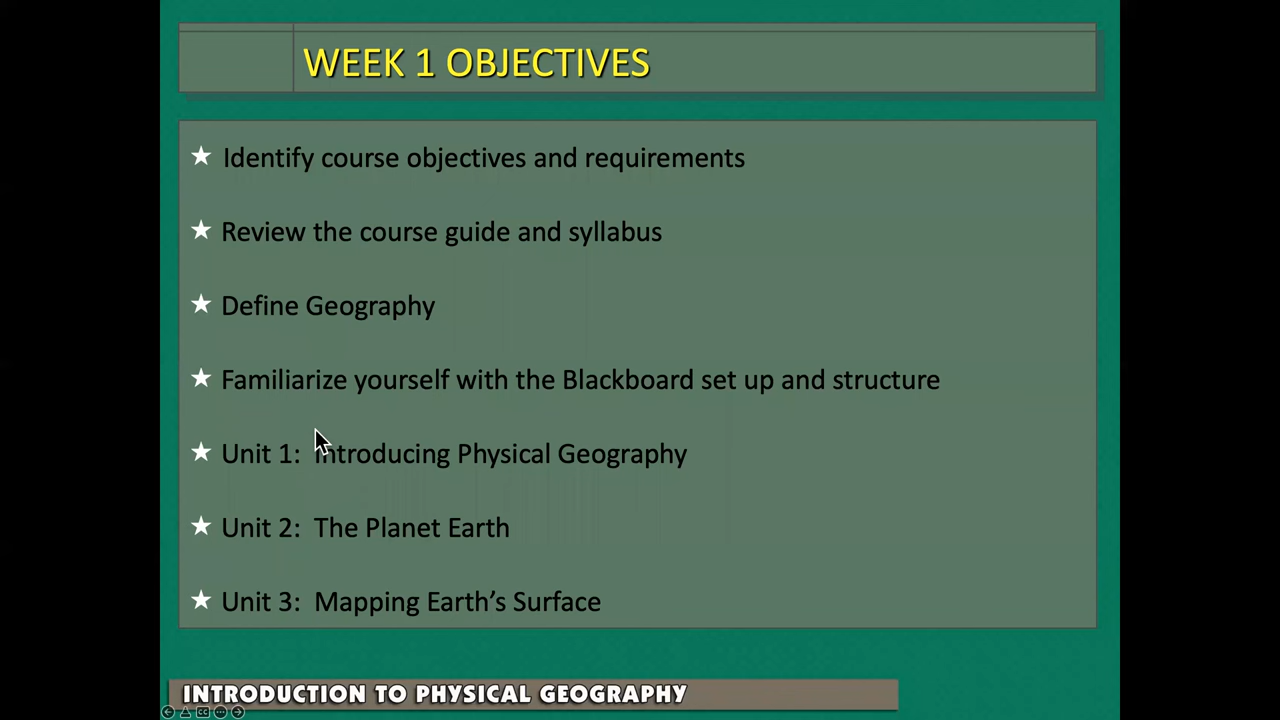 WEEK 1 OBJECTIVES
Identify course objectives and requirements
Review the course guide and syllabus
Define Geography
Familiarize yourself with the Blackboard set up and structure
Unit 1: Introducing Physical Geography
Unit 2: The Planet Earth
Unit 3: Mapping Earth’s Surface
INTRODUCTION TO PHYSICAL GEOGRAPHY
CC